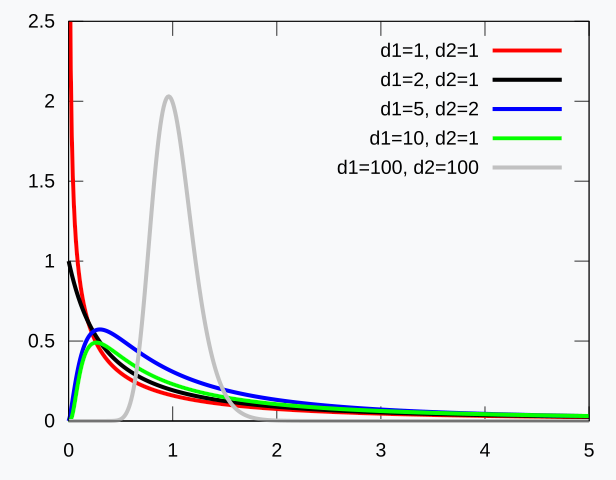 2.5
2
1.5
1
0.5
0
0 1 2 3 4 5
d1=1, d2=1
d1=2, d2=1
d1=5, d2=2
d1=10, d2=1
d1=100, d2=100